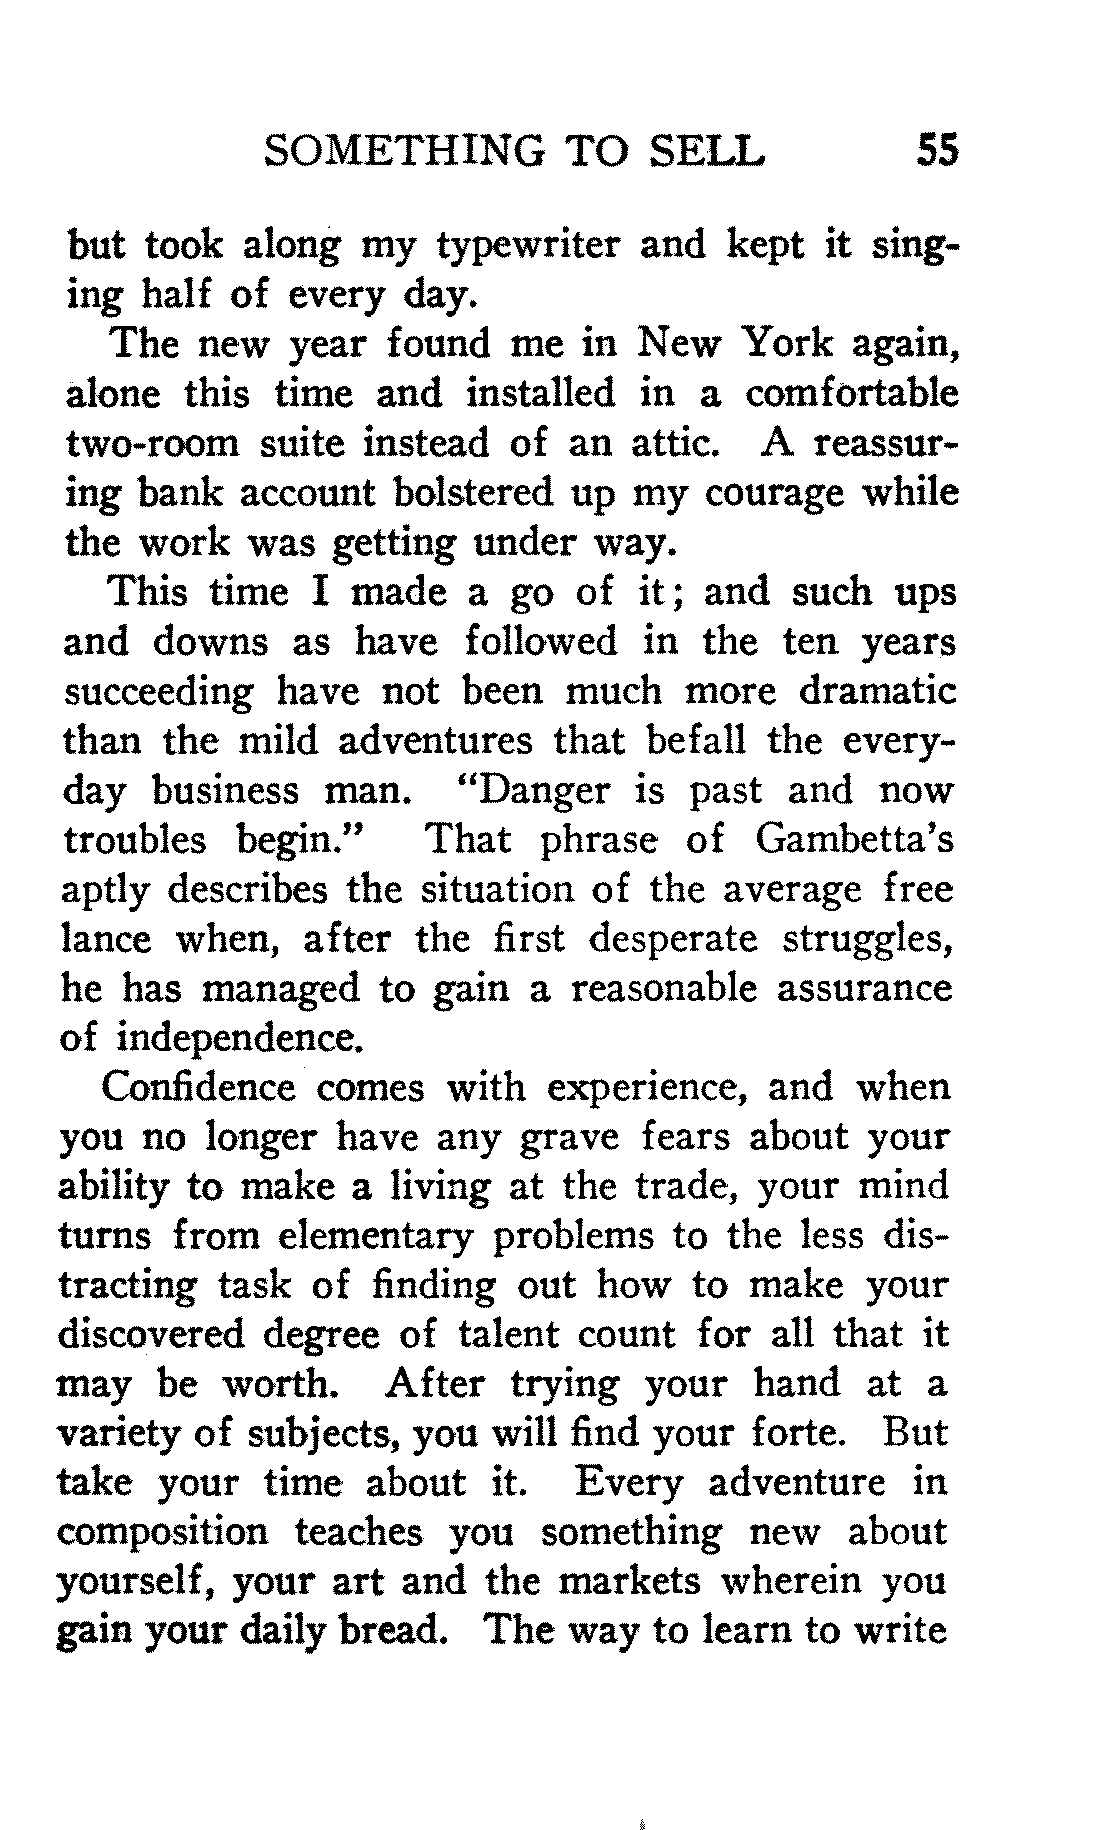 SOMETHING TO SELL 55
but took along my typewriter and kept it sing-
ing half of every day.
The new year found me in New York again,
alone this time and installed in a comfortable
two-room suite instead of an attic. A reassur-
ing bank account bolstered up my courage while
the work was getting under way.
This time I made a go of it; and such ups
and downs as have followed in the ten years
succeeding have not been much more dramatic
than the mild adventures that befall the every-
day business man. "Danger is past and now
troubles begin." That phrase of Gambetta's
aptly describes the situation of the average free
lance when, after the first desperate struggles,
he has managed to gain a reasonable assurance
of independence.
Confidence comes with experience, and when
you no longer have any grave fears about your
ability to make a living at the trade, your mind
turns from elementary problems to the less dis-
tracting task of finding out how to make your
discovered degree of talent count for all that it
may be worth. After trying your hand at a
variety of subjects, you will find your forte. But
take your time about it. Every adventure in
composition teaches you something new about
yourself, your art and the markets wherein you
gain your daily bread. The way to learn to write